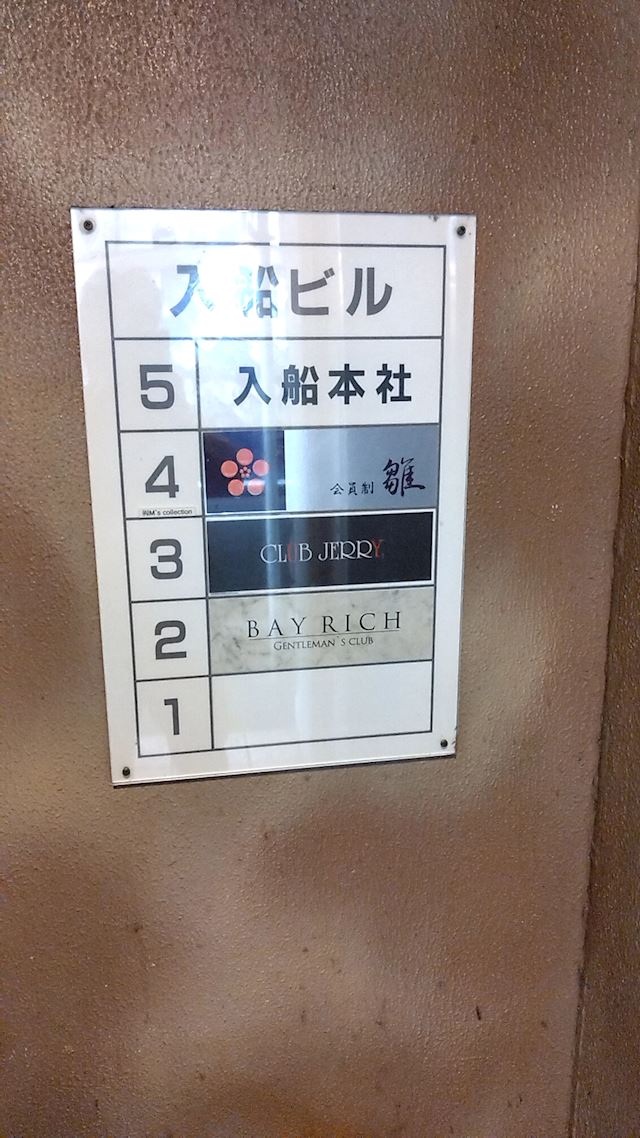 入船ビル
5 入船本社
4 会員制 雛
M's collection
3 CLUB JERRY
2 BAY RICH
GENTLEMAN`S CLUB
1